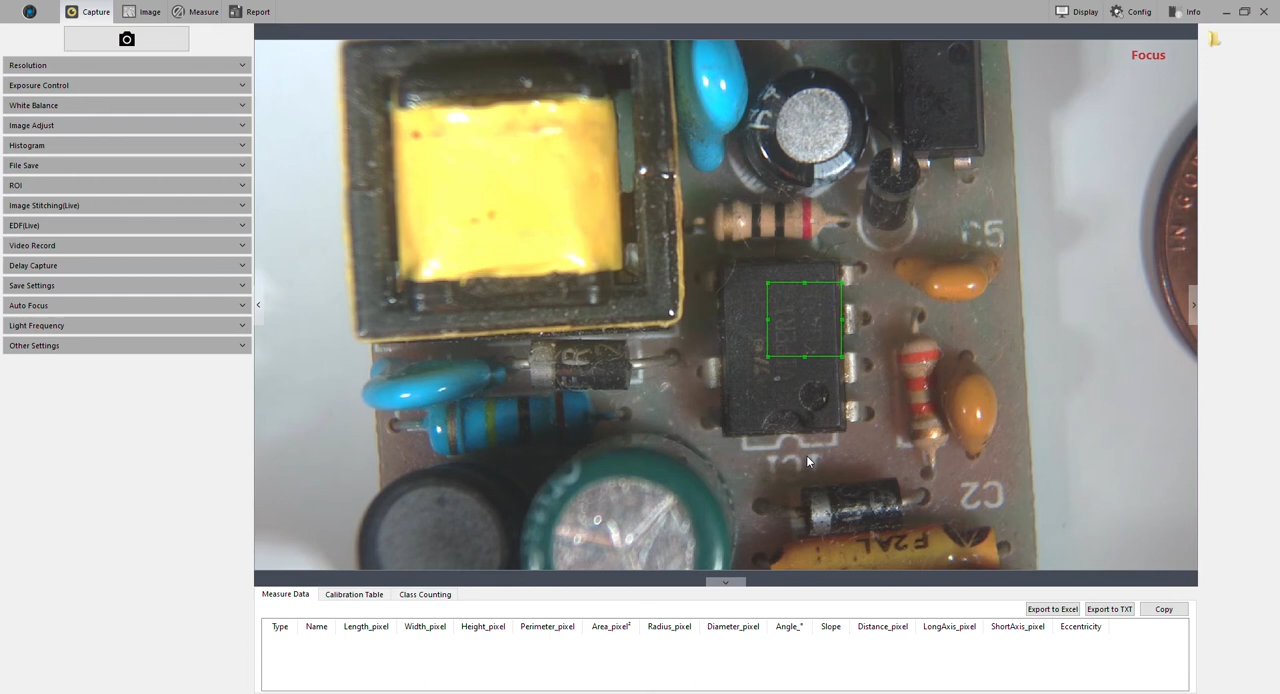 Capture
Image
Measure
Report
Display
Config
Info
Resolution
Exposure Control
White Balance
Image Adjust
Histogram
File Save
ROI
Image Stitching(Live)
EDF(Live)
Video Record
Delay Capture
Save Settings
Auto Focus
Light Frequency
Other Settings
Focus
C5
IN GO
R
IC1
C2
F2AL
Measure Data
Calibration Table
Class Counting
Export to Excel
Export to TXT
Copy
Type Name Length_pixel Width_pixel Height_pixel Perimeter_pixel Area_pixel² Radius_pixel Diameter_pixel Angle_° Slope Distance_pixel LongAxis_pixel ShortAxis_pixel Eccentricity